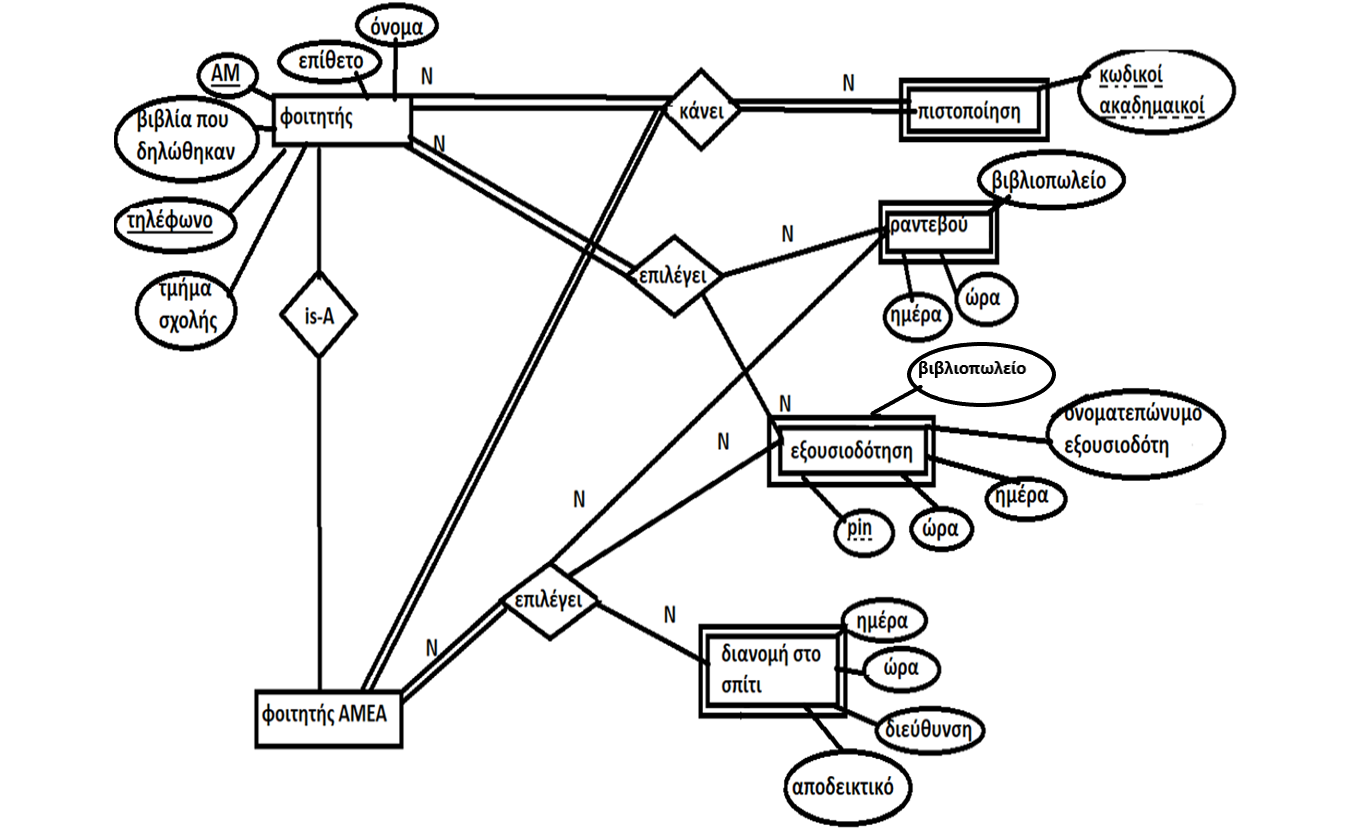 όνομα
επίθετο
ΑΜ
φοιτητής
βιβλία που
δηλώθηκαν
τηλέφωνο
τμήμα
σχολής
is-A
φοιτητής ΑΜΕΑ
N
κάνει
N
πιστοποίηση
κωδικοί
ακαδημαικοί
N
επιλέγει
N
ραντεβού
βιβλιοπωλείο
ημέρα
ώρα
N
εξουσιοδότηση
βιβλιοπωλείο
ονοματεπώνυμο
εξουσιοδότη
ημέρα
ώρα
pin
N
επιλέγει
N
N
N
διανομή στο
σπίτι
ημέρα
ώρα
διεύθυνση
αποδεικτικό